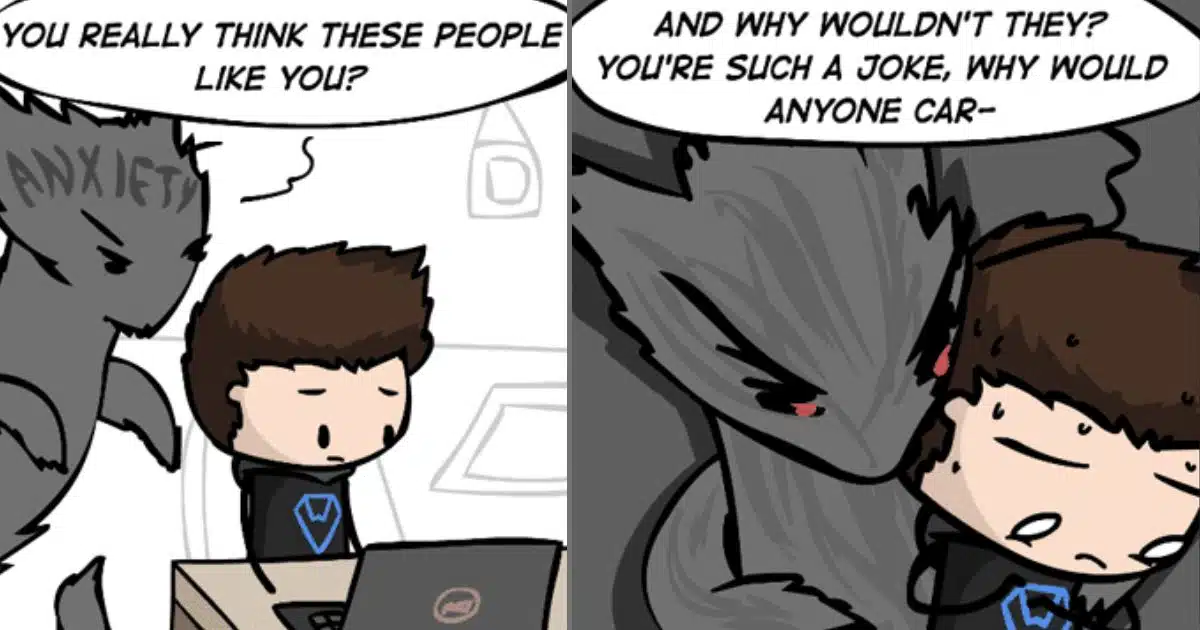 YOU REALLY THINK THESE PEOPLE
LIKE YOU?
ANXIETY
D
AND WHY WOULDN'T THEY?
YOU'RE SUCH A JOKE, WHY WOULD
ANYONE CAR-